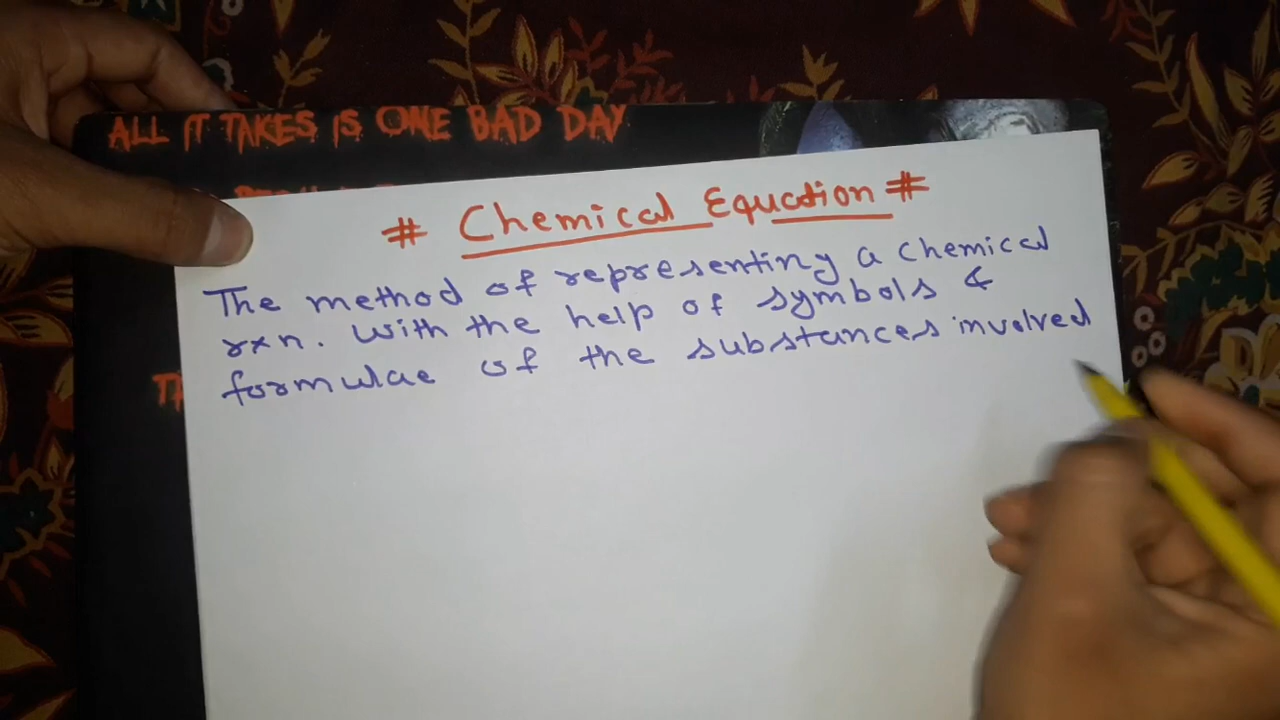 ALL IT TAKES IS ONE BAD DAY
# Chemical Equation #
The method of representing a chemical
rxn. With the help of symbols &
formulae of the substances involved